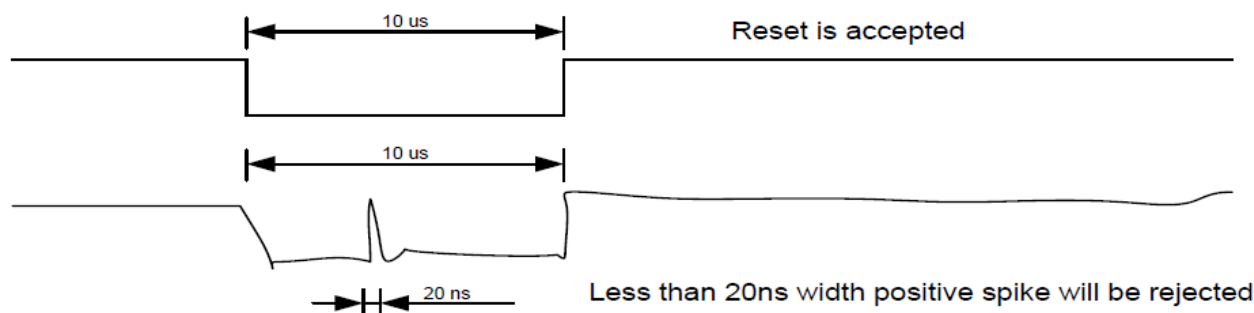 10 us
Reset is accepted
10 us
20 ns
Less than 20ns width positive spike will be rejected